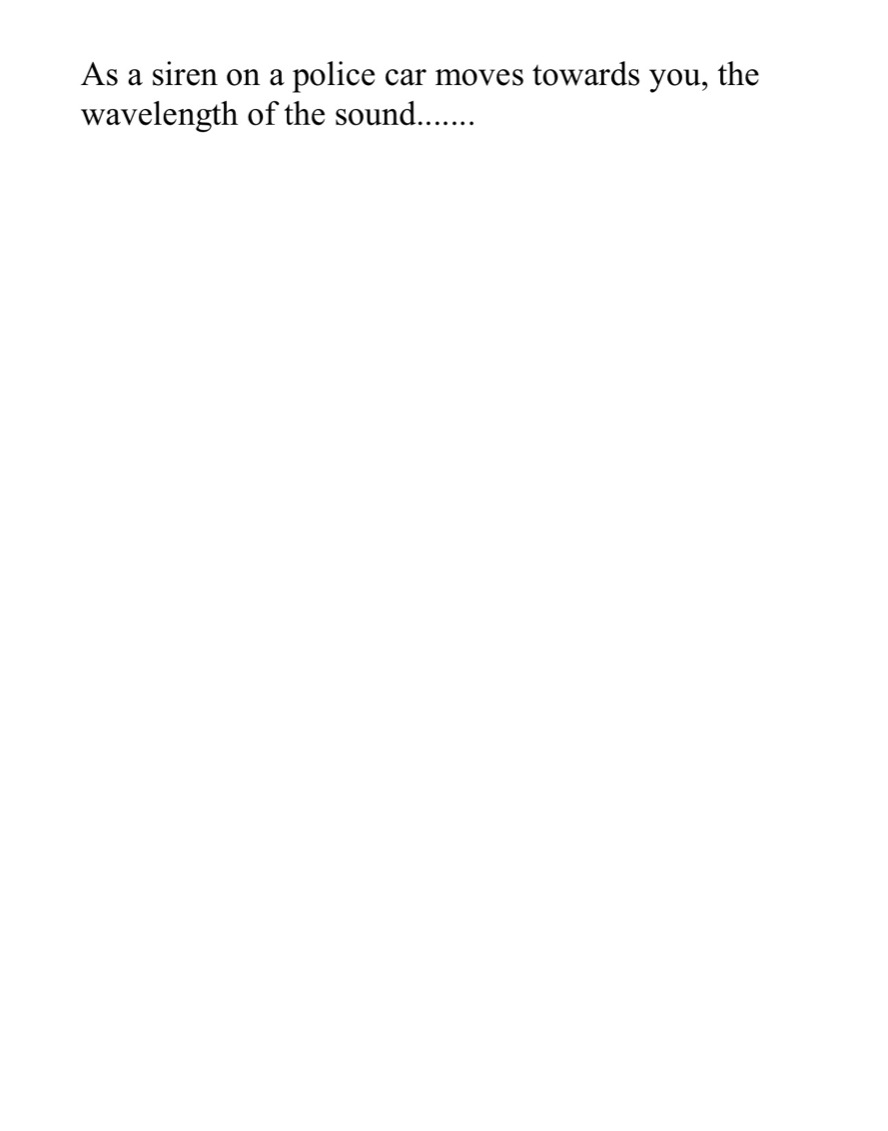 As a siren on a police car moves towards you, the
wavelength of the sound.......